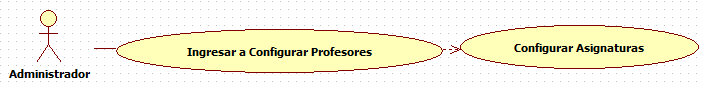 Ingresar a Configurar Profesores
Configurar Asignaturas
Administrador